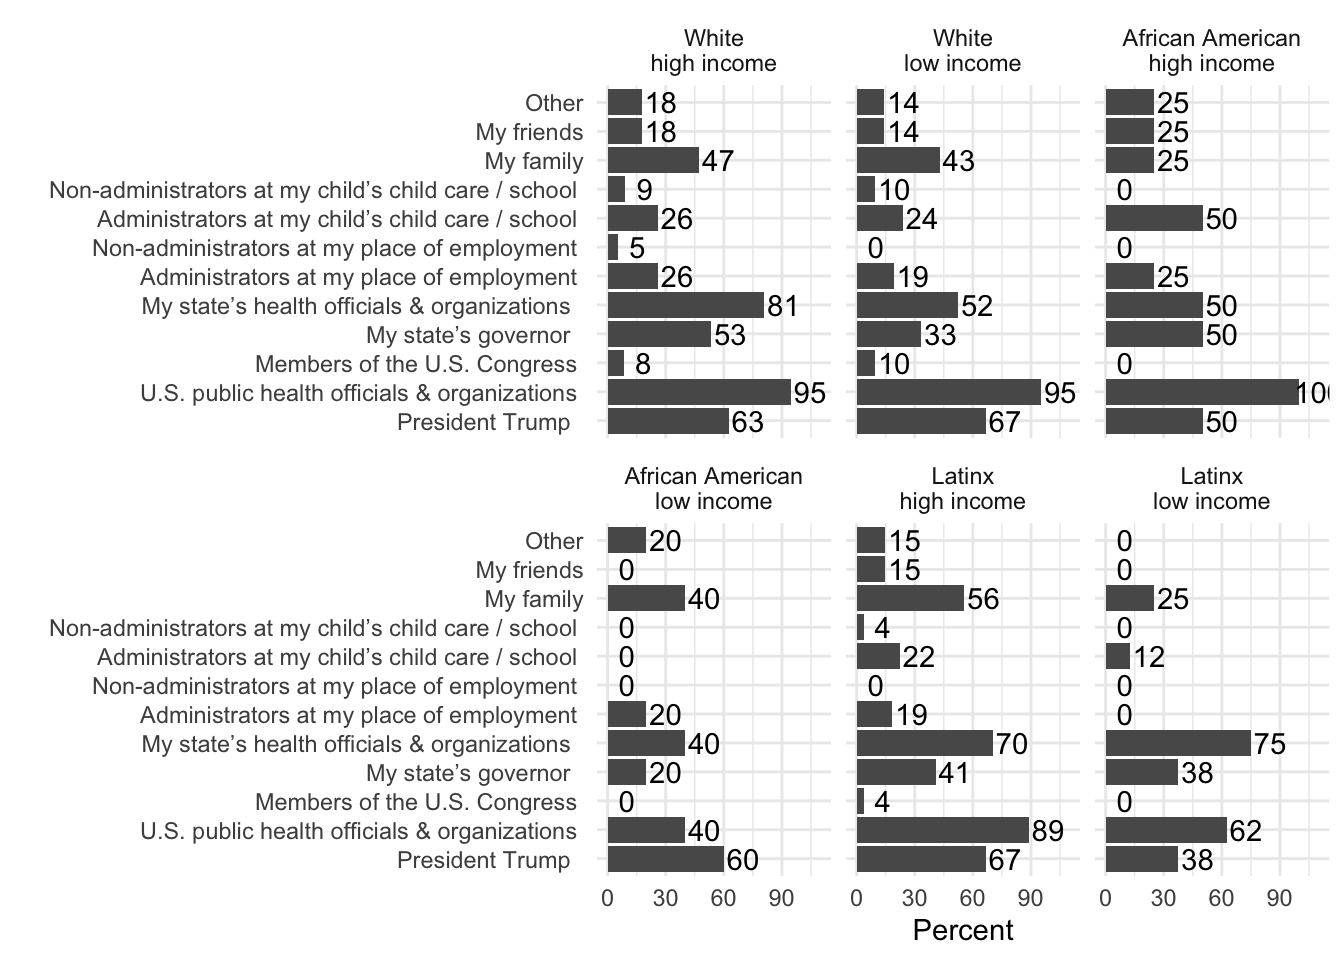 White
high income
White
low income
African American
high income
Other 18 14 25
My friends 18 14 25
My family 47 43 25
Non-administrators at my child’s child care / school 9 10 0
Administrators at my child’s child care / school 26 24 50
Non-administrators at my place of employment 5 0 0
Administrators at my place of employment 26 19 25
My state’s health officials & organizations 81 52 50
My state’s governor 53 33 50
Members of the U.S. Congress 8 10 0
U.S. public health officials & organizations 95 95 100
President Trump 63 67 50
African American
low income
Latinx
high income
Latinx
low income
Other 20 15 0
My friends 0 15 0
My family 40 56 25
Non-administrators at my child’s child care / school 0 4 0
Administrators at my child’s child care / school 0 22 12
Non-administrators at my place of employment 0 0 0
Administrators at my place of employment 20 19 0
My state’s health officials & organizations 40 70 75
My state’s governor 20 41 38
Members of the U.S. Congress 0 4 0
U.S. public health officials & organizations 40 89 62
President Trump 60 67 38
0 30 60 90 0 30 60 90 0 30 60 90
Percent